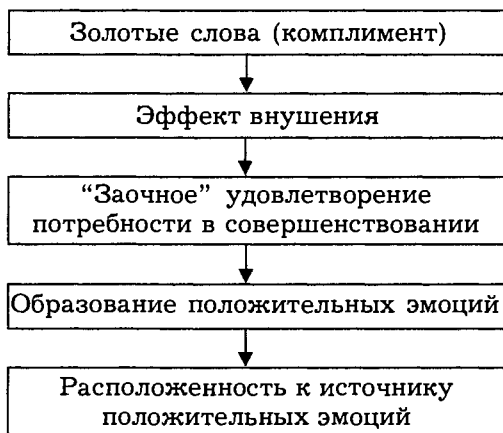 Золотые слова (комплимент)
Эффект внушения
“Заочное” удовлетворение
потребности в совершенствовании
Образование положительных эмоций
Расположенность к источнику
положительных эмоций